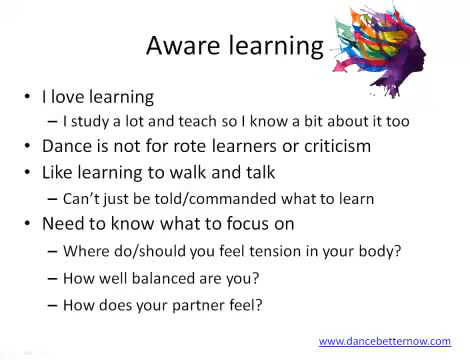 Aware learning
• I love learning
– I study a lot and teach so I know a bit about it too
• Dance is not for rote learners or criticism
• Like learning to walk and talk
– Can't just be told/commanded what to learn
• Need to know what to focus on
– Where do/should you feel tension in your body?
– How well balanced are you?
– How does your partner feel?
www.dancebetternow.com